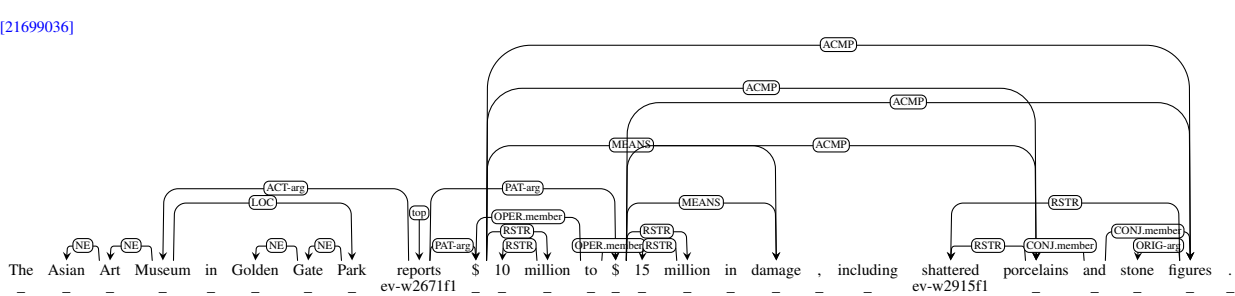 [21699036]
ACMP
ACMP
ACMP
MEANS ACMP
ACT-arg PAT-arg
LOC MEANS RSTR
top OPER.member
RSTR RSTR CONJ.member
NE NE NE NE PAT-arg RSTR OPER.member RSTR RSTR CONJ.member ORIG-arg
The Asian Art Museum in Golden Gate Park reports $ 10 million to $ 15 million in damage , including shattered porcelains and stone figures .
_ _ _ _ _ _ _ _ ev-w2671f1 _ _ _ _ _ _ _ _ _ _ _ ev-w2915f1 _ _ _ _ _